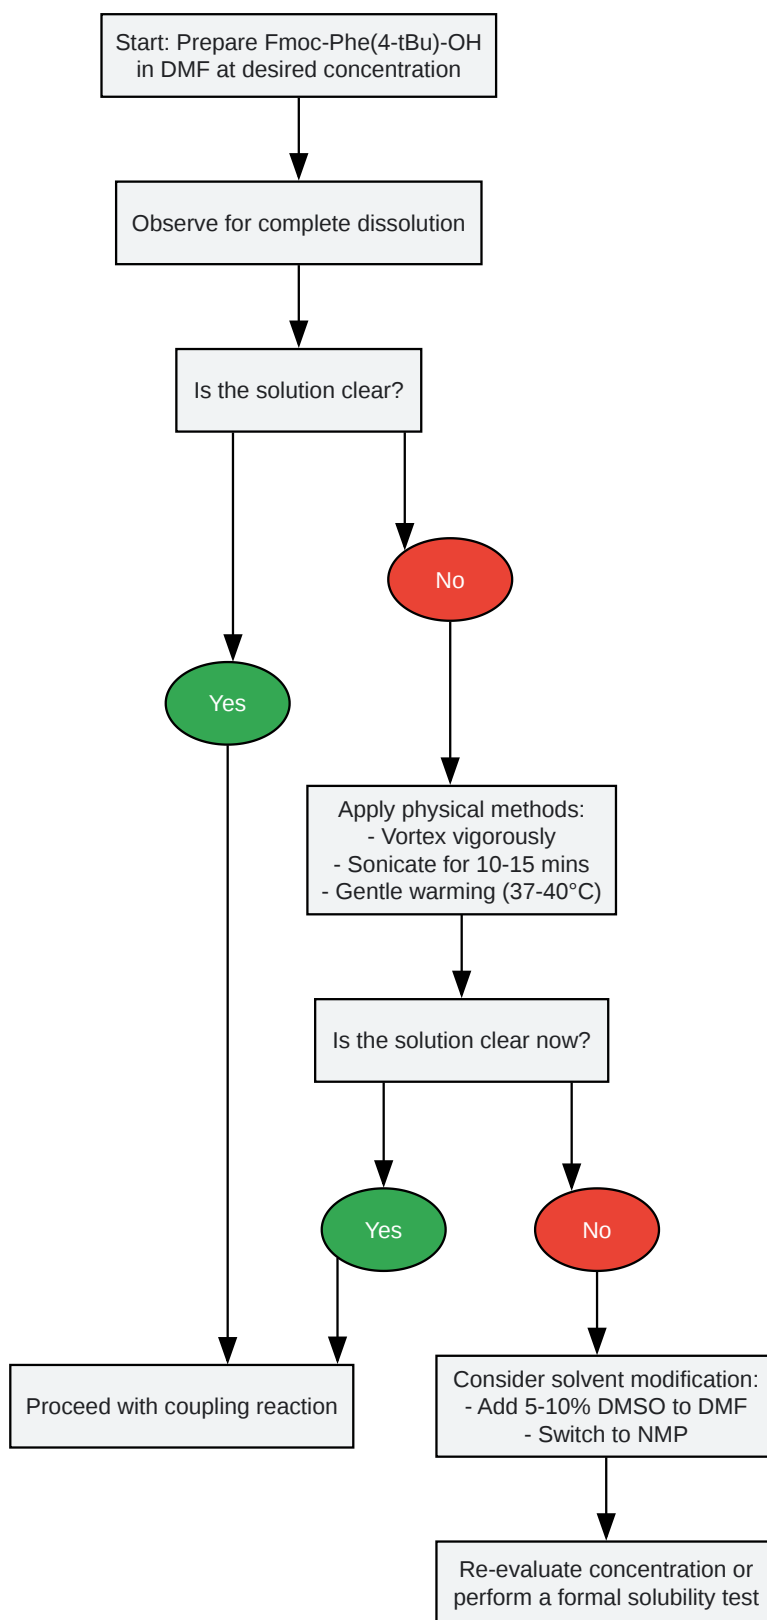 Start: Prepare Fmoc-Phe(4-tBu)-OH
in DMF at desired concentration
Observe for complete dissolution
Is the solution clear?
No
Yes
Apply physical methods:
- Vortex vigorously
- Sonicate for 10-15 mins
- Gentle warming (37-40°C)
Is the solution clear now?
Yes
No
Proceed with coupling reaction
Consider solvent modification:
- Add 5-10% DMSO to DMF
- Switch to NMP
Re-evaluate concentration or
perform a formal solubility test